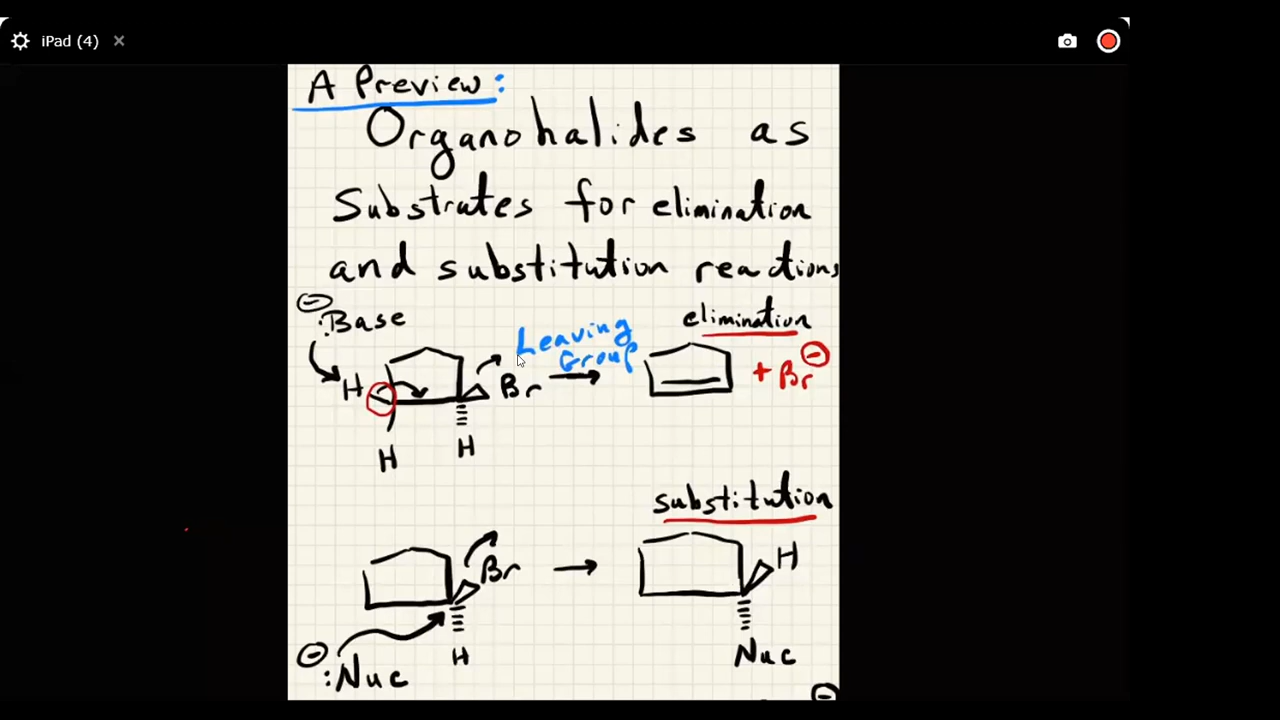 iPad (4)
A Preview:
Organohalides as
Substrates for elimination
and substitution reactions
⊖
:Base
Leaving
Group
elimination
H
Br
+ Br⊖
H
H
substitution
Br
H
H
Nuc
⊖
:Nuc
⊖